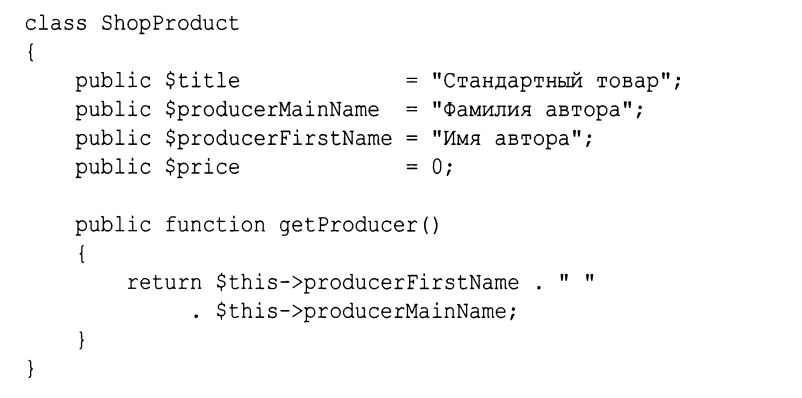 class ShopProduct
{
    public $title             = "Стандартный товар";
    public $producerMainName  = "Фамилия автора";
    public $producerFirstName = "Имя автора";
    public $price             = 0;

    public function getProducer()
    {
        return $this->producerFirstName . " "
             . $this->producerMainName;
    }
}